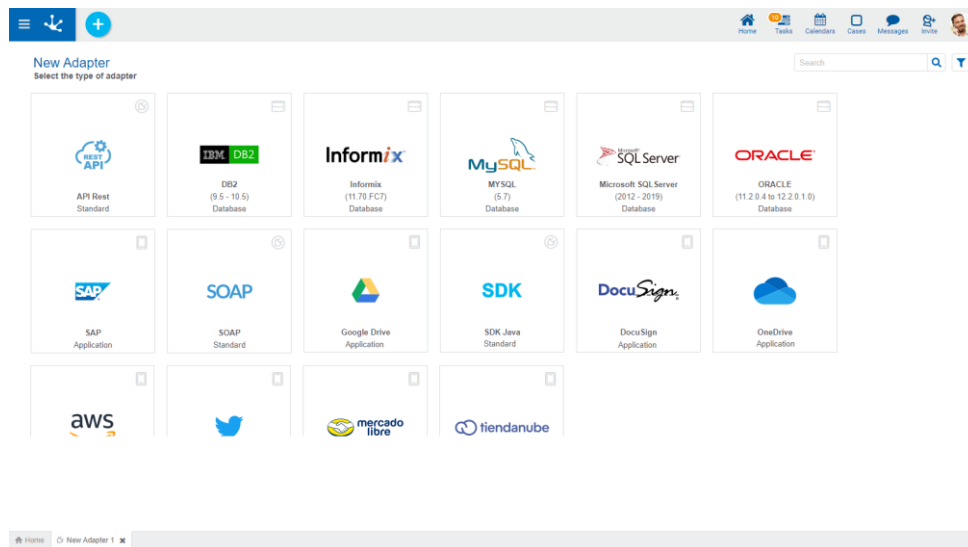 10
Home
Tasks
Calendars
Cases
Messages
Invite
New Adapter
Select the type of adapter
Search
REST
API
API Rest
Standard
IBM DB2
DB2
(9.5 - 10.5)
Database
Informix
Informix
(11.70.FC7)
Database
MySQL
MYSQL
(5.7)
Database
Microsoft
SQL Server
Microsoft SQL Server
(2012 - 2019)
Database
ORACLE
ORACLE
(11.2.0.4 to 12.2.0.1.0)
Database
SAP
SAP
Application
SOAP
SOAP
Standard
Google Drive
Application
SDK
SDK Java
Standard
DocuSign
DocuSign
Application
OneDrive
Application
aws
mercado
libre
tiendanube
Home
New Adapter 1